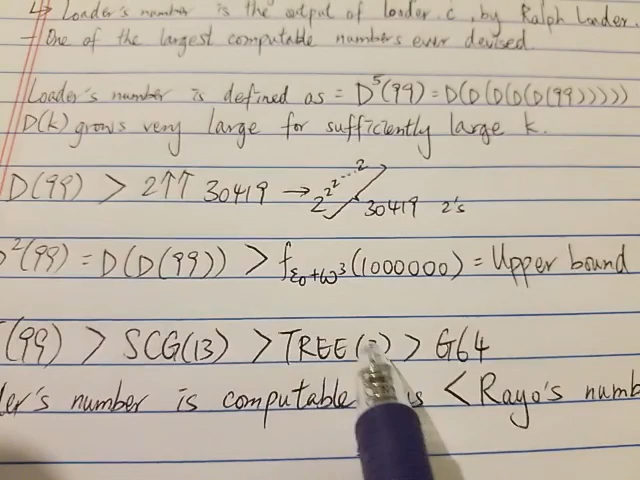 ↳ Loader's number is the output of loader.c, by Ralph Loader.
- One of the largest computable numbers ever devised.
Loader's number is defined as = D⁵(99) = D(D(D(D(D(99)))))
D(k) grows very large for sufficiently large k.
D(99) > 2↑↑ 30419 → 2^2^2^...^2 30419 2's
D²(99) = D(D(99)) > f_{ε₀+ω³}(1000000) = Upper bound
(99) > SCG(13) > TREE( ) > G64
number is computable < Rayo's